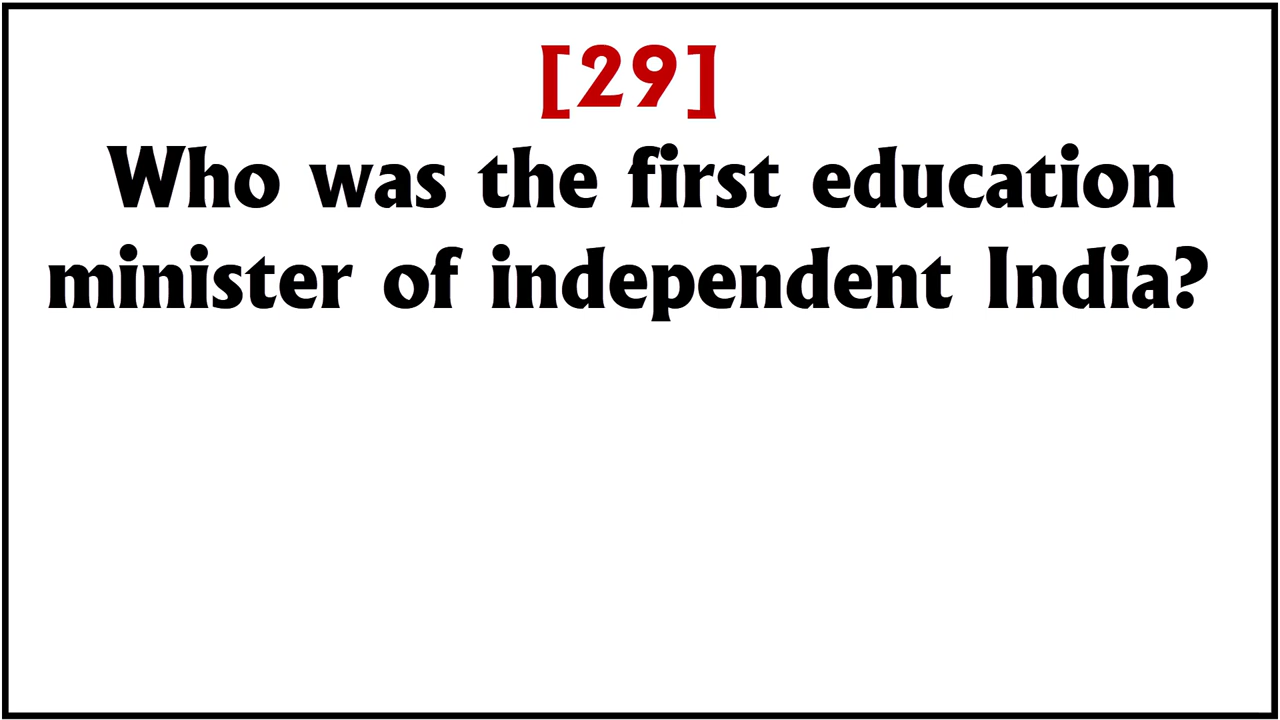 [29]
Who was the first education
minister of independent India?